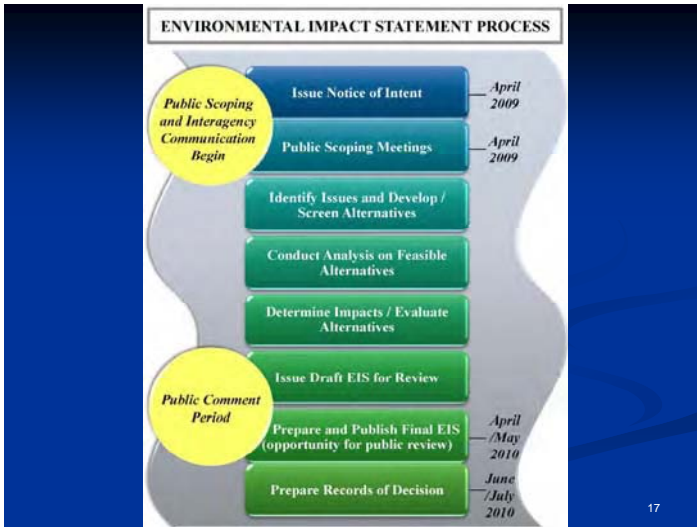 ENVIRONMENTAL IMPACT STATEMENT PROCESS
Public Scoping
and Interagency
Communication
Begin
Issue Notice of Intent
April
2009
Public Scoping Meetings
April
2009
Identify Issues and Develop /
Screen Alternatives
Conduct Analysis on Feasible
Alternatives
Determine Impacts / Evaluate
Alternatives
Issue Draft EIS for Review
Public Comment
Period
Prepare and Publish Final EIS
(opportunity for public review)
April
/May
2010
Prepare Records of Decision
June
/July
2010
17